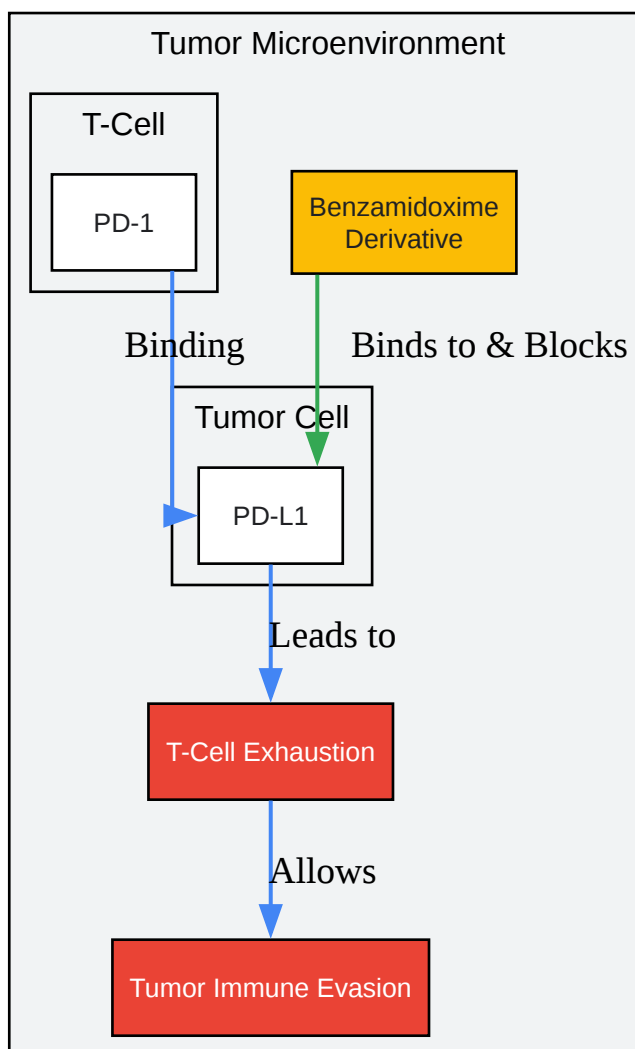 Tumor Microenvironment
T-Cell
PD-1
Benzamidoxime
Derivative
Binding
Binds to & Blocks
Tumor Cell
PD-L1
Leads to
T-Cell Exhaustion
Allows
Tumor Immune Evasion